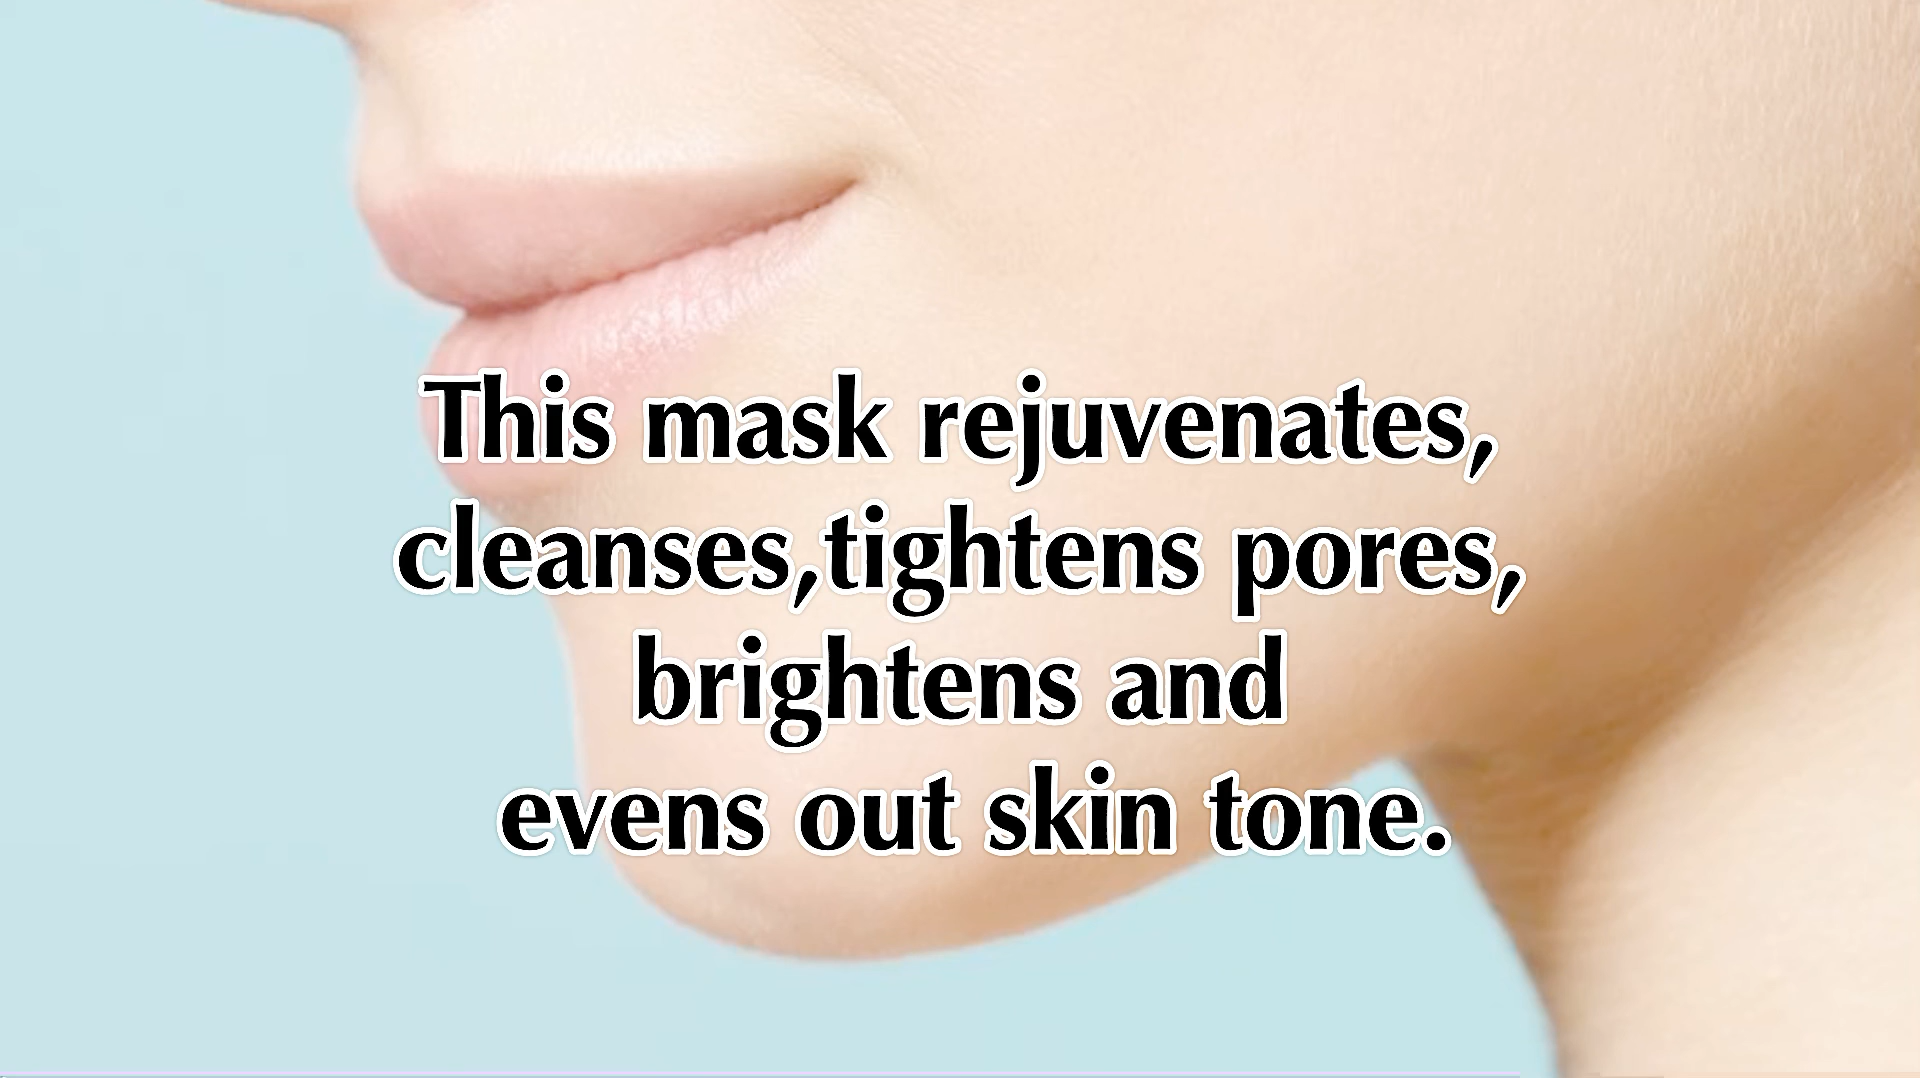 This mask rejuvenates,
cleanses,tightens pores,
brightens and
evens out skin tone.